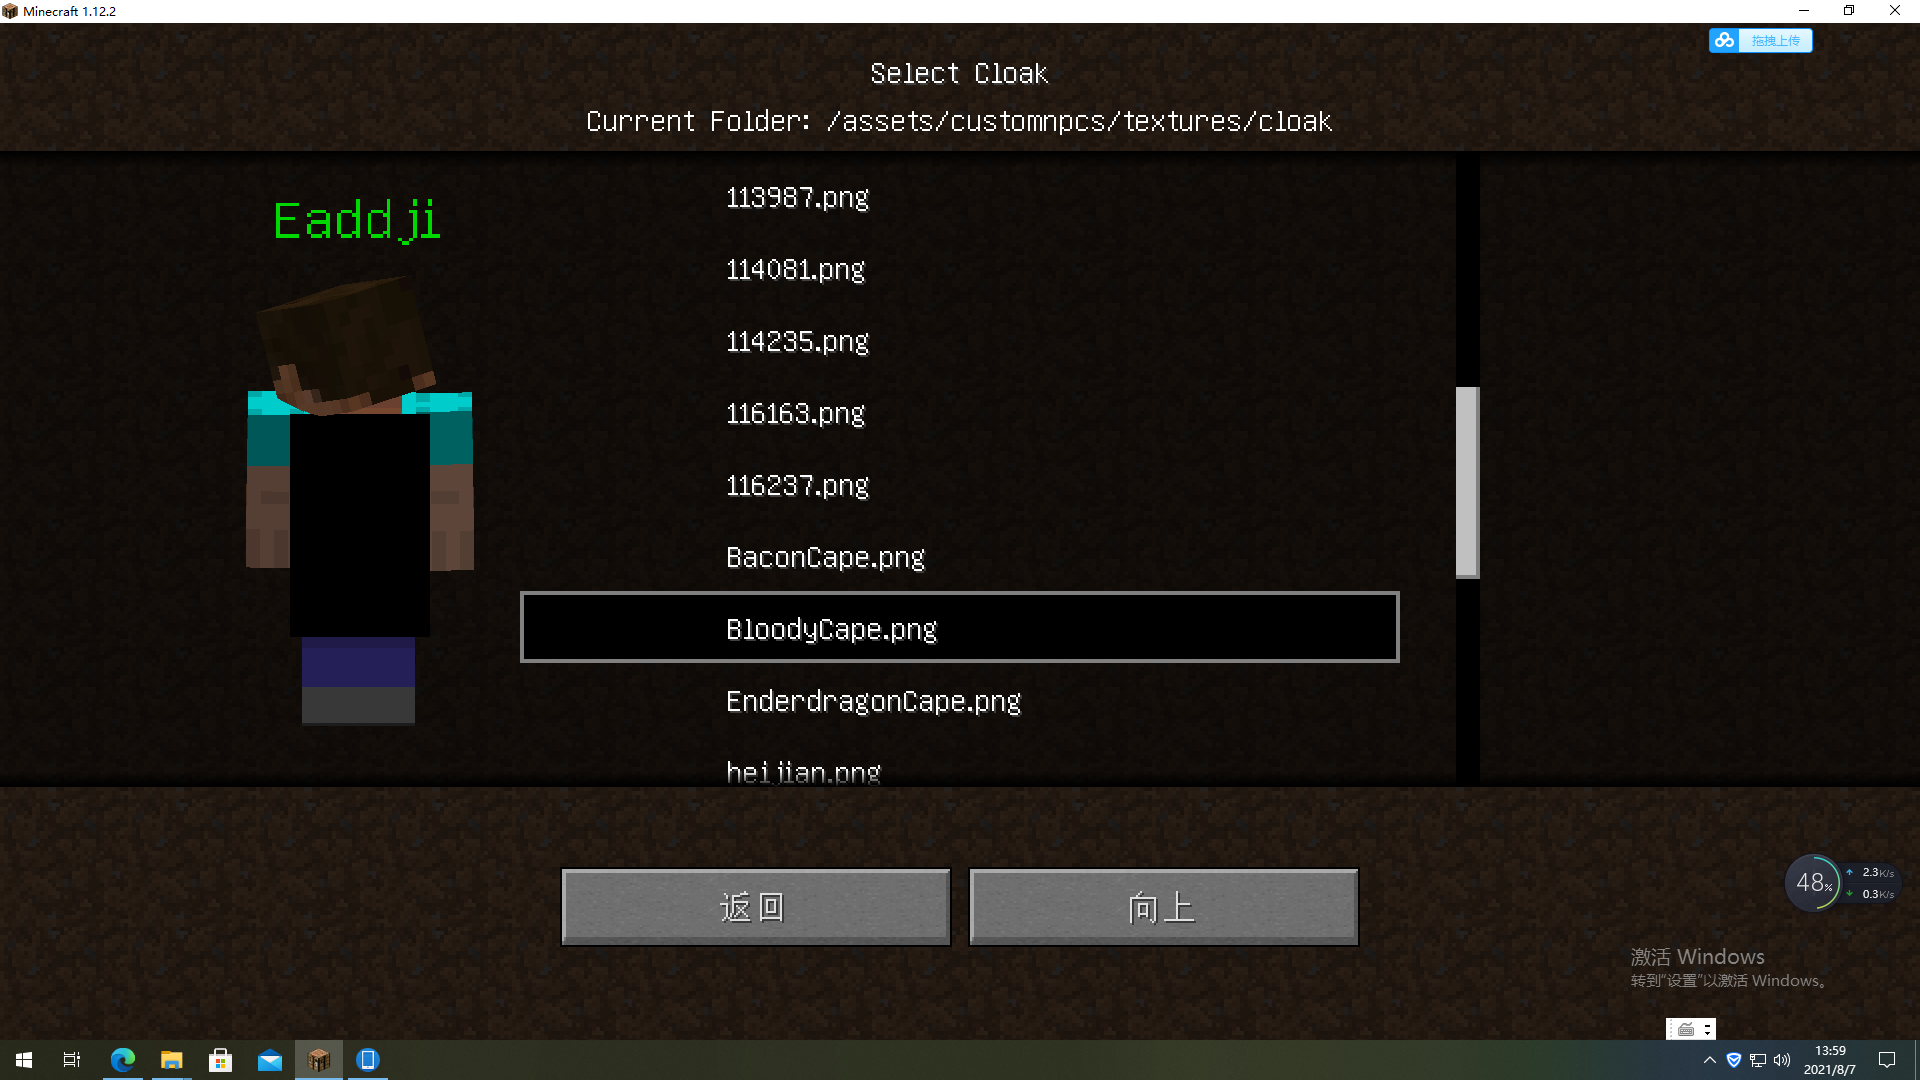 Minecraft 1.12.2
拖拽上传
Select Cloak
Current Folder: /assets/customnpcs/textures/cloak
Eaddji
113987.png
114081.png
114235.png
116163.png
116237.png
BaconCape.png
BloodyCape.png
EnderdragonCape.png
heijian.png
返回
向上
48%
2.3K/s
0.3K/s
激活 Windows
转到"设置"以激活 Windows。
13:59
2021/8/7